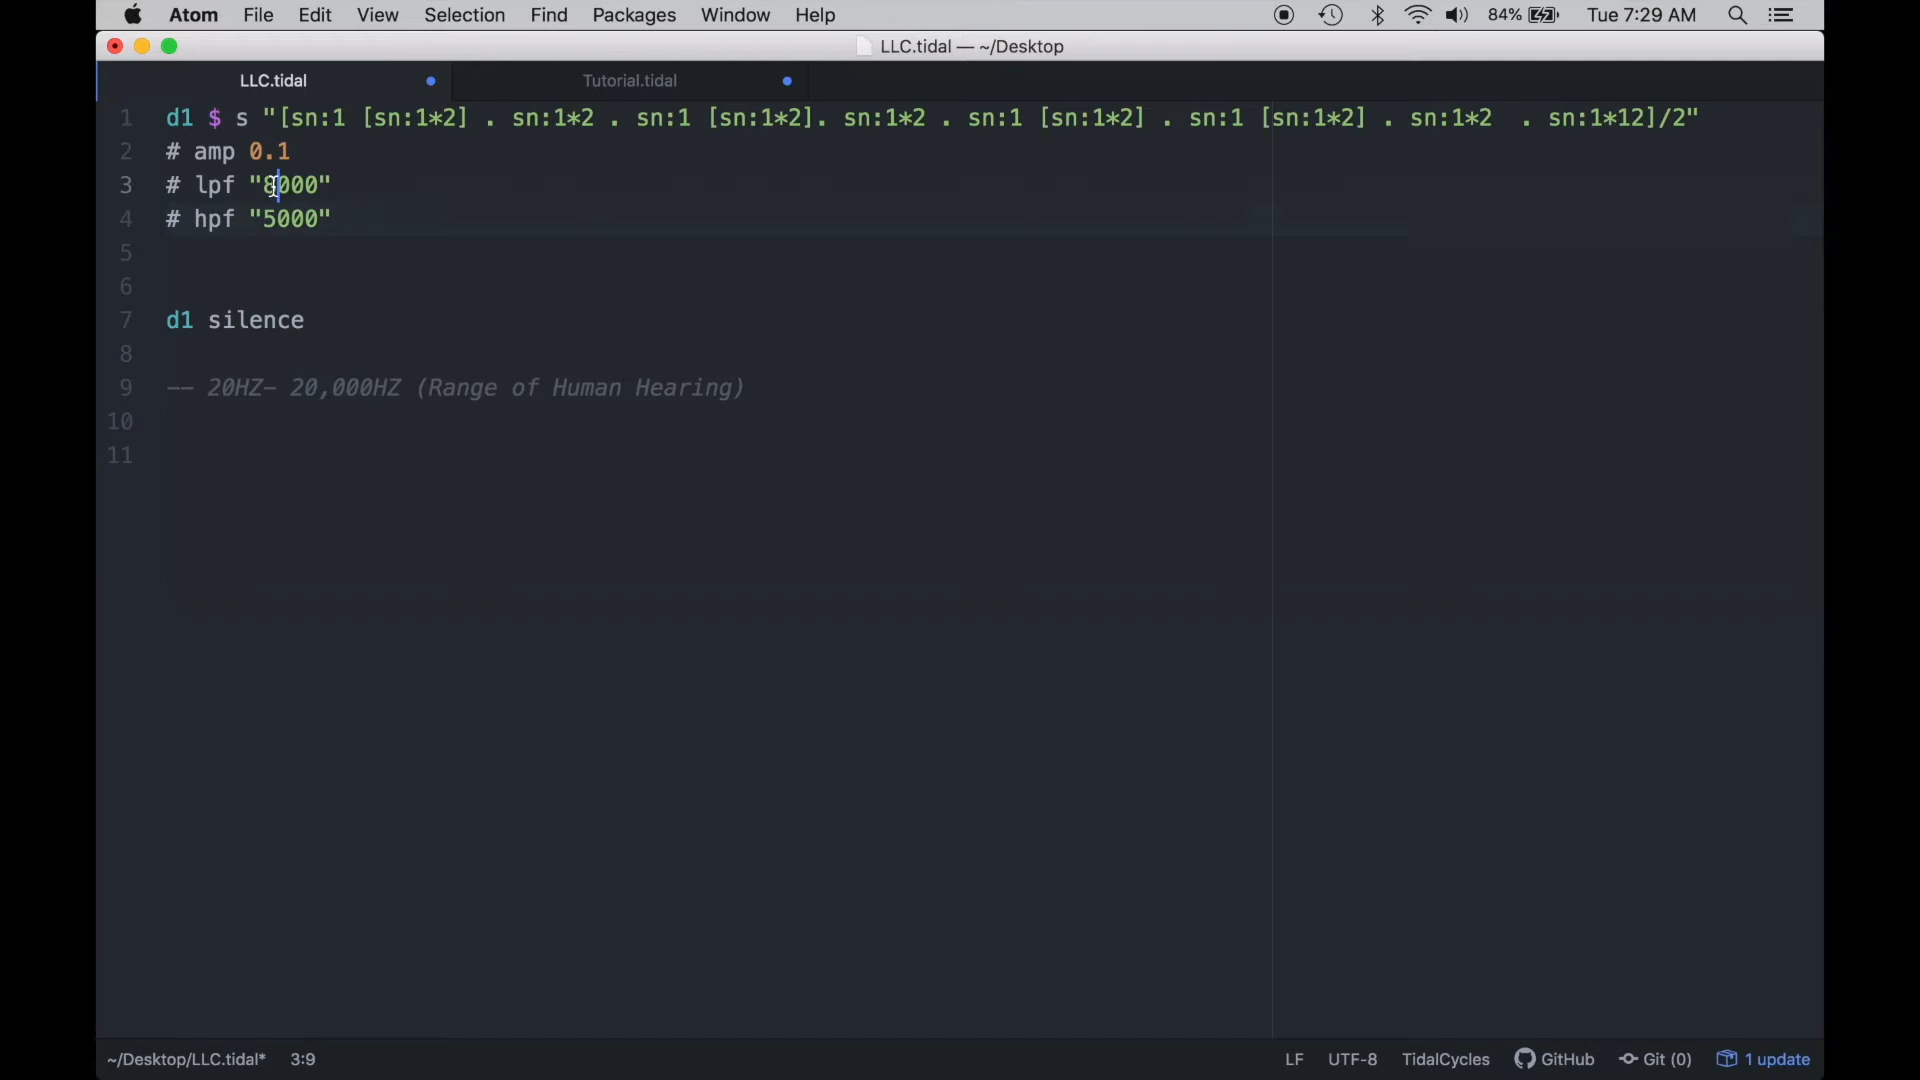 Atom File Edit View Selection Find Packages Window Help 84% Tue 7:29 AM
LLC.tidal — ~/Desktop
LLC.tidal Tutorial.tidal
1 d1 $ s "[sn:1 [sn:1*2] . sn:1*2 . sn:1 [sn:1*2]. sn:1*2 . sn:1 [sn:1*2] . sn:1 [sn:1*2] . sn:1*2  . sn:1*12]/2"
2 # amp 0.1
3 # lpf "8000"
4 # hpf "5000"
5
6
7 d1 silence
8
9 -- 20HZ- 20,000HZ (Range of Human Hearing)
10
11
~/Desktop/LLC.tidal* 3:9 LF UTF-8 TidalCycles GitHub Git (0) 1 update